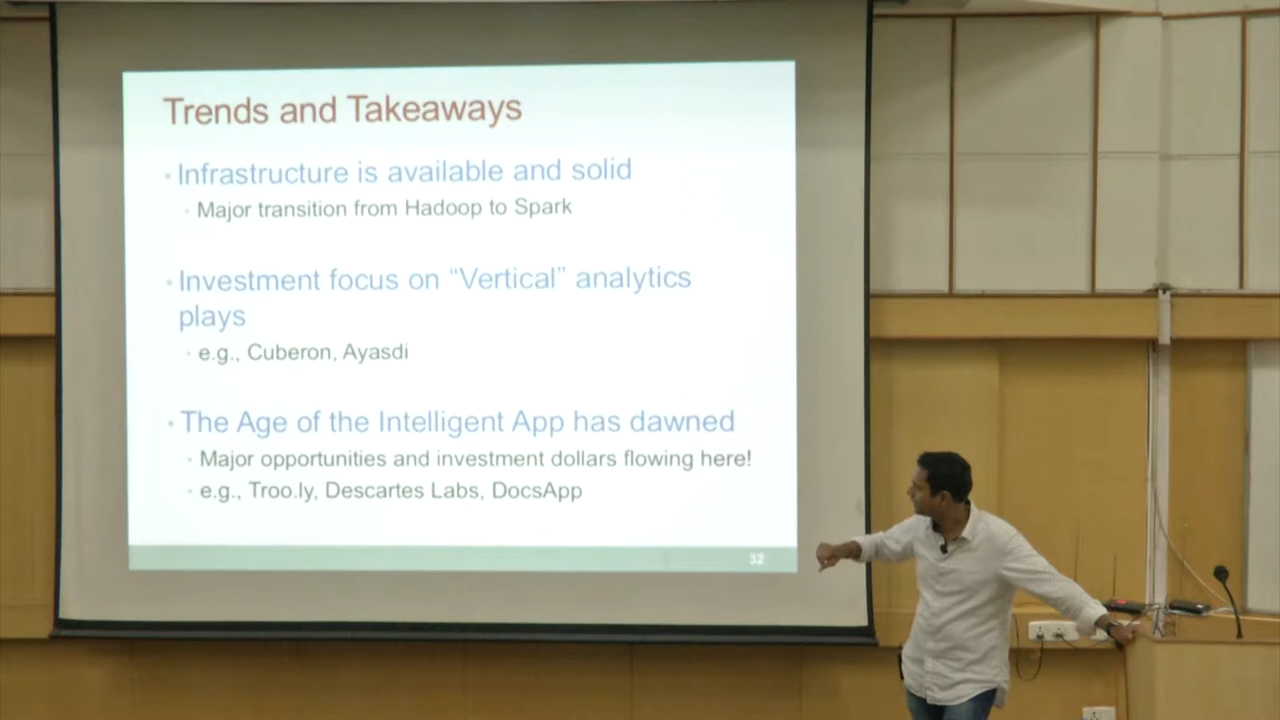 Trends and Takeaways
• Infrastructure is available and solid
• Major transition from Hadoop to Spark
• Investment focus on “Vertical” analytics
plays
• e.g., Cuberon, Ayasdi
• The Age of the Intelligent App has dawned
• Major opportunities and investment dollars flowing here!
• e.g., Troo.ly, Descartes Labs, DocsApp
32